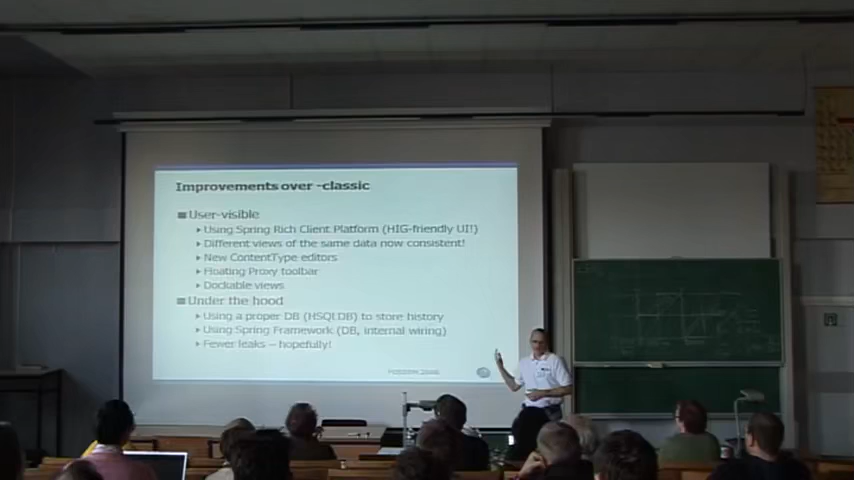 Improvements over -classic
User-visible
Using Spring Rich Client Platform (HIG-friendly UI!)
Different views of the same data now consistent!
New ContentType editors
Floating Proxy toolbar
Dockable views
Under the hood
Using a proper DB (HSQLDB) to store history
Using Spring Framework (DB, internal wiring)
Fewer leaks – hopefully!